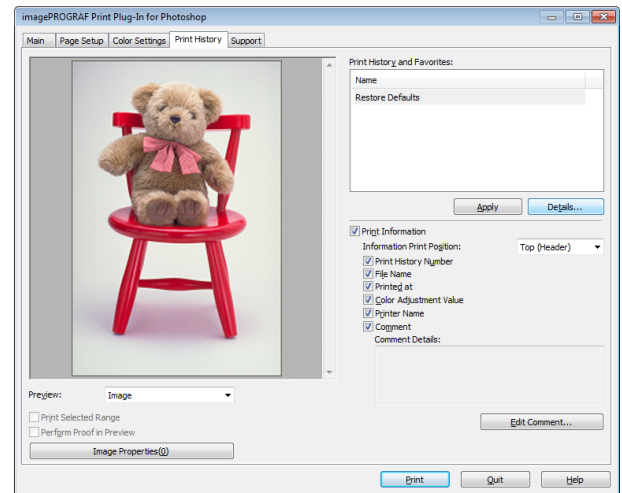 imagePROGRAF Print Plug-In for Photoshop
Main Page Setup Color Settings Print History Support
Print History and Favorites:
Name
Restore Defaults
Apply Details...
Print Information
Information Print Position: Top (Header)
Print History Number
File Name
Printed at
Color Adjustment Value
Printer Name
Comment
Comment Details:
Preview: Image
Print Selected Range
Perform Proof in Preview
Edit Comment...
Image Properties(0)
Print Quit Help